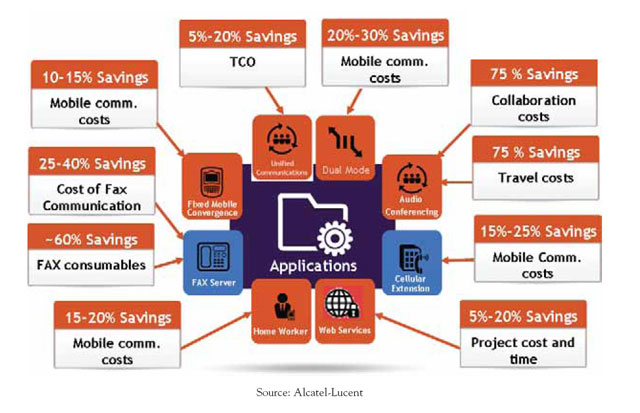 5%-20% Savings
TCO
20%-30% Savings
Mobile comm.
costs
10-15% Savings
Mobile comm.
costs
75 % Savings
Collaboration
costs
25-40% Savings
Cost of Fax
Communication
75 % Savings
Travel costs
~60% Savings
FAX consumables
15%-25% Savings
Mobile Comm.
costs
15-20% Savings
Mobile comm.
costs
5%-20% Savings
Project cost and
time
Unified
Communications
Dual Mode
Fixed Mobile
Convergence
Audio
Conferencing
FAX Server
Applications
Cellular
Extension
Home Worker
Web Services
Source: Alcatel-Lucent